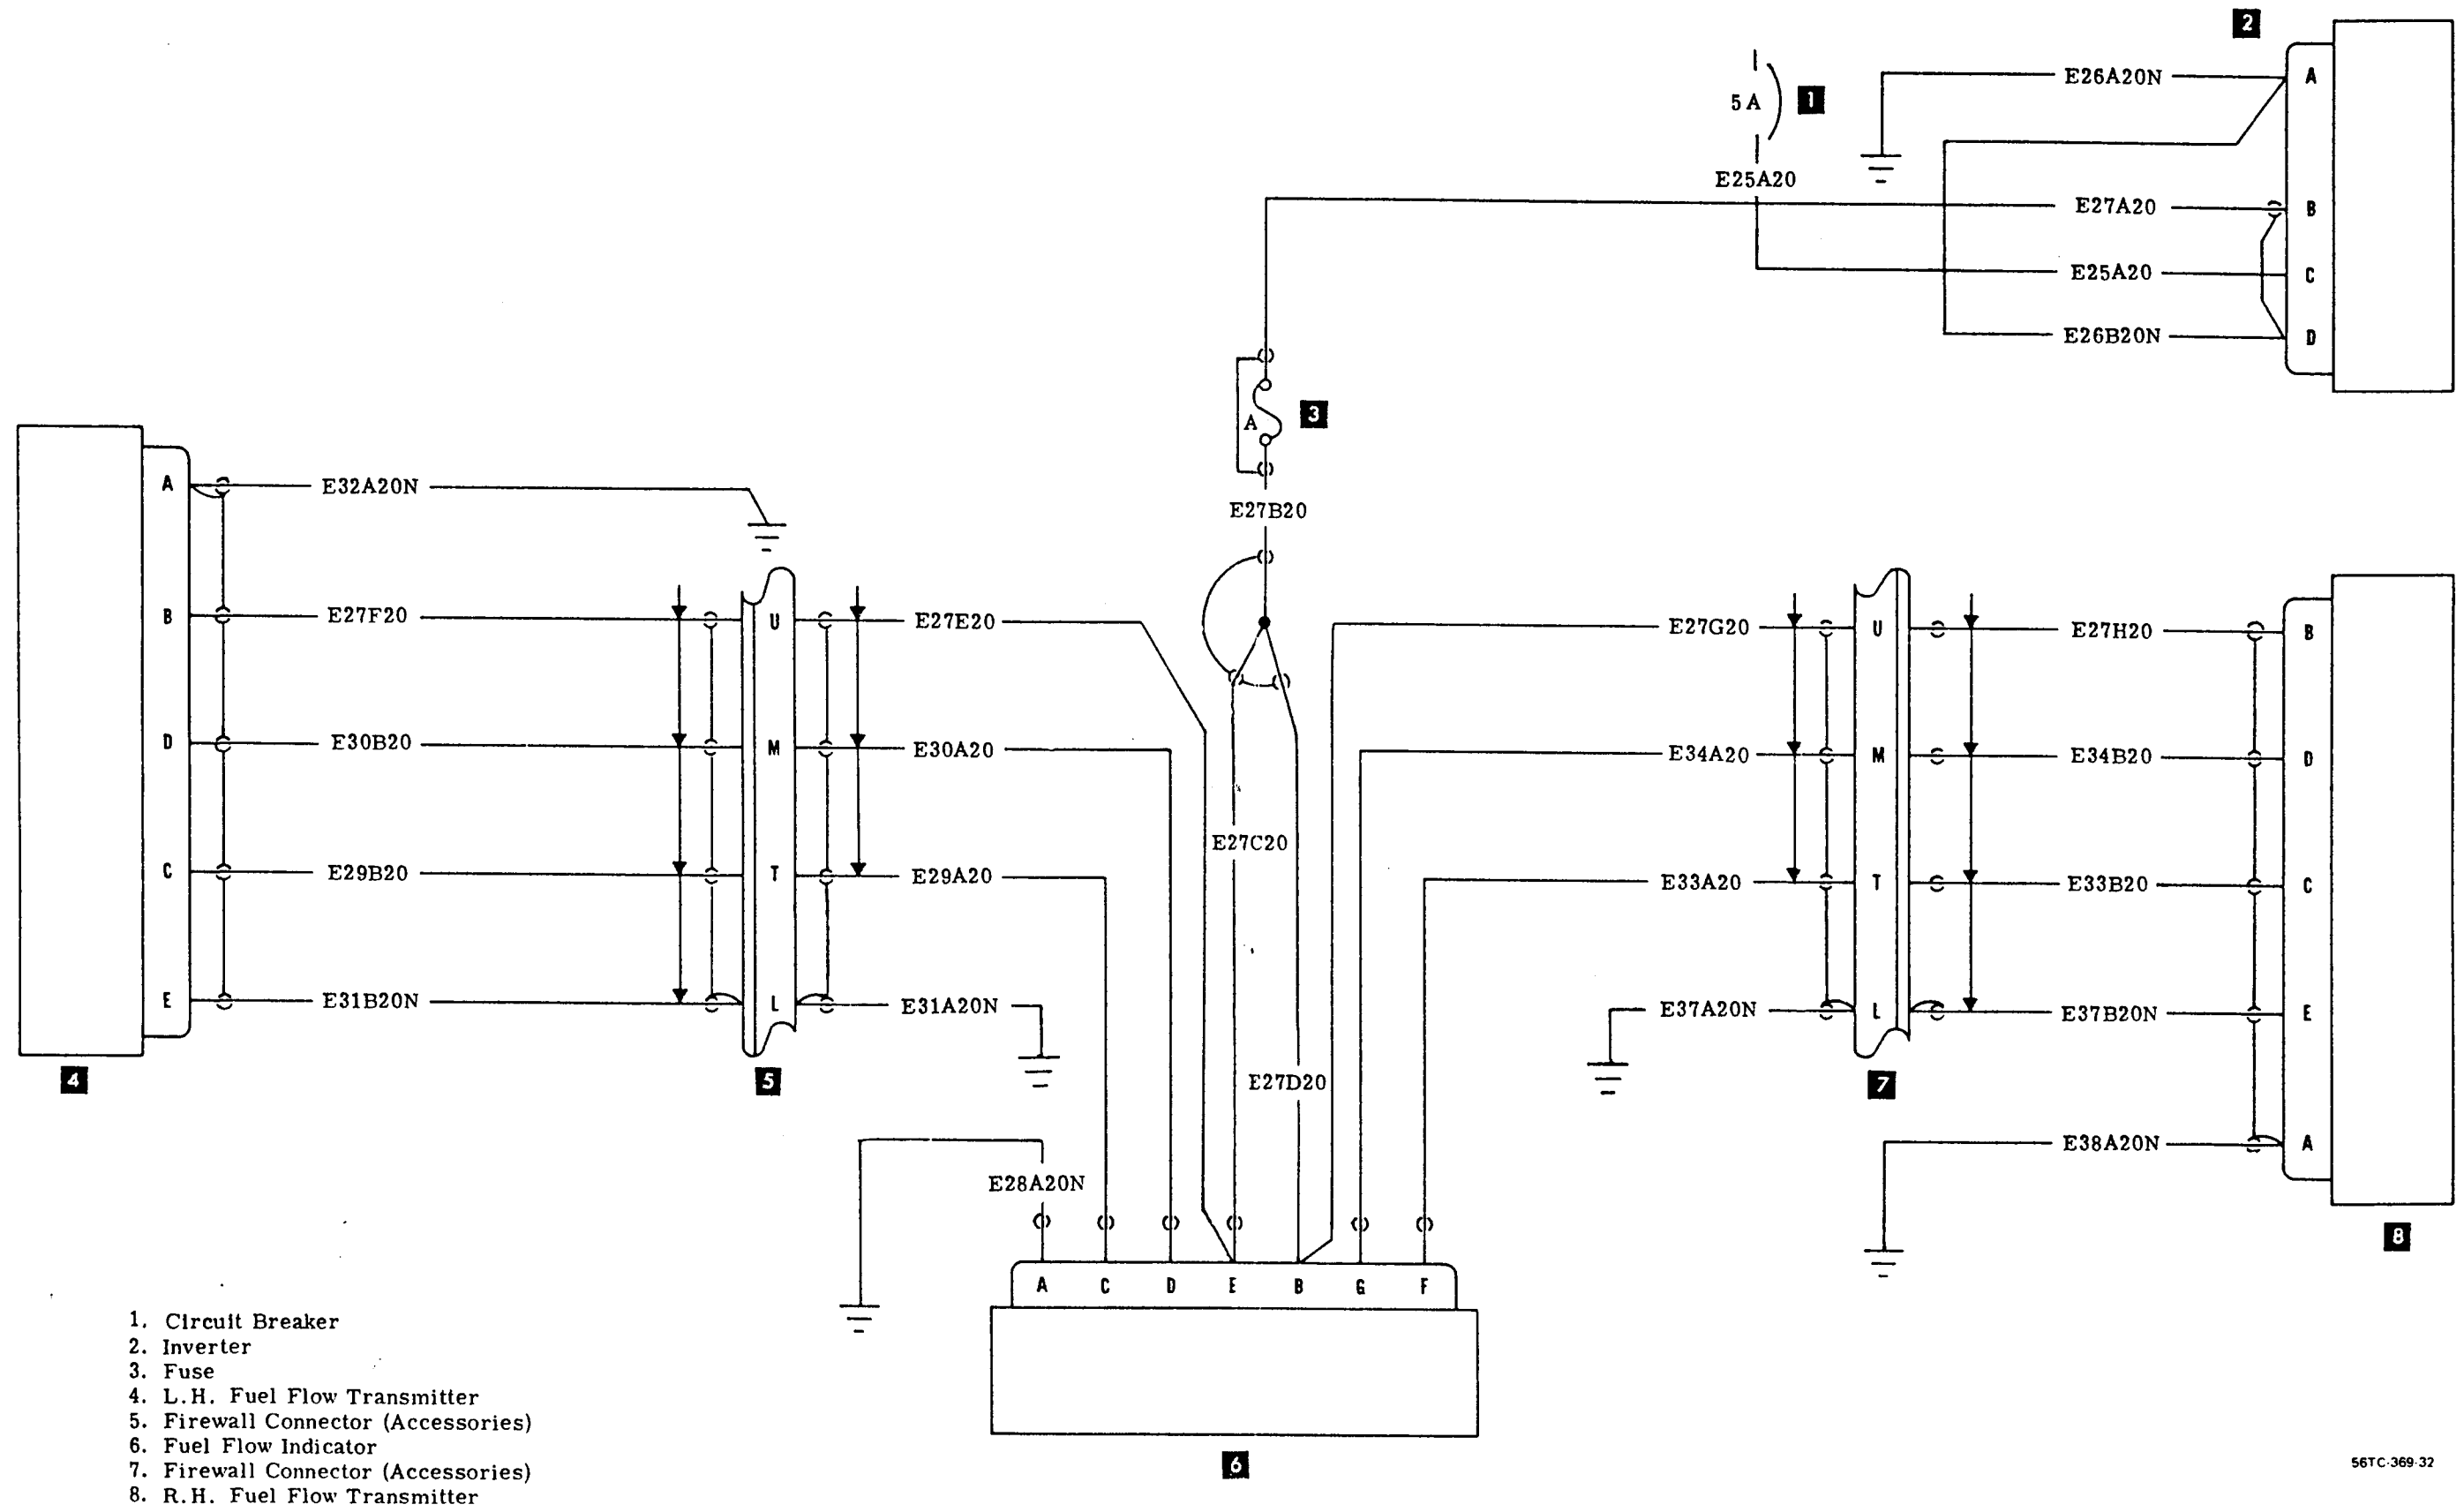 2
A
E26A20N
5 A
1
E25A20
E27A20
B
E25A20
C
E26B20N
D
A
3
E27B20
A
E32A20N
B
E27F20
U
E27E20
D
E30B20
M
E30A20
C
E29B20
T
E29A20
E
E31B20N
L
E31A20N
4
5
E27C20
E27D20
E27G20
U
E27H20
B
E34A20
M
E34B20
D
E33A20
T
E33B20
C
E37A20N
L
E37B20N
E
7
E38A20N
A
8
E28A20N
A C D E B G F
6
1. Circuit Breaker
2. Inverter
3. Fuse
4. L.H. Fuel Flow Transmitter
5. Firewall Connector (Accessories)
6. Fuel Flow Indicator
7. Firewall Connector (Accessories)
8. R.H. Fuel Flow Transmitter
56TC-369-32